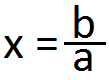 x = b/a